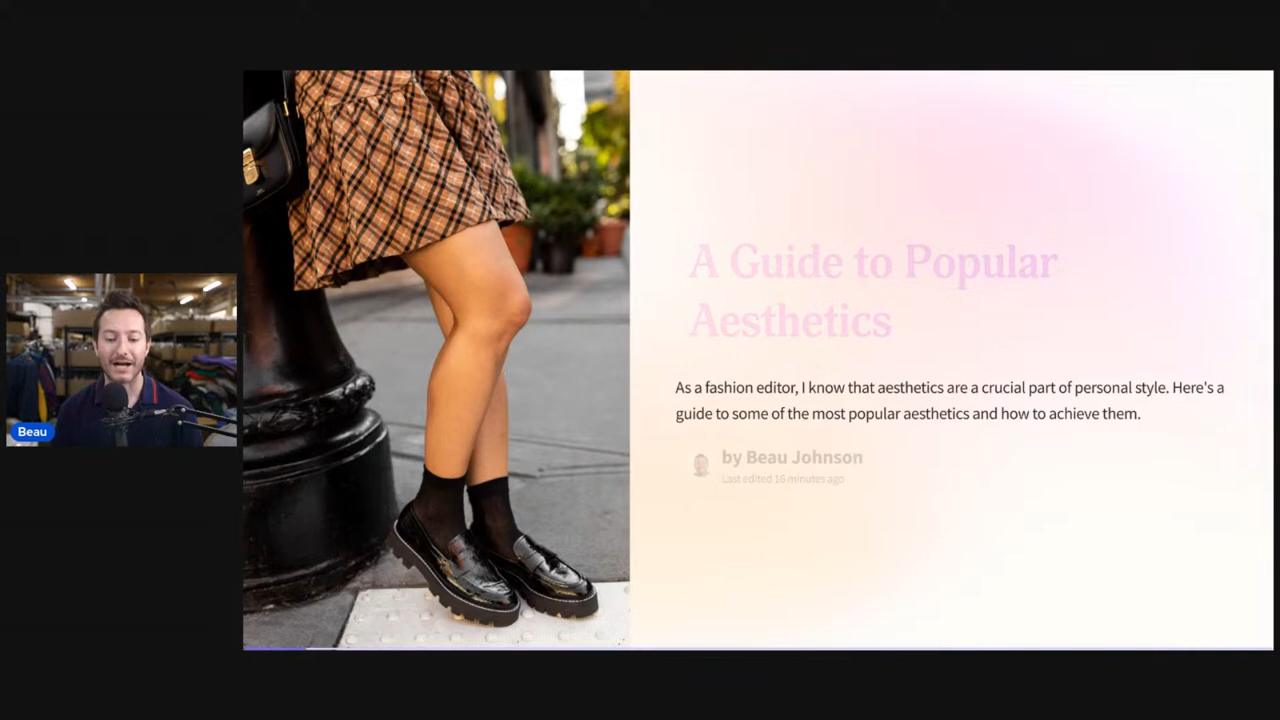 A Guide to Popular
Aesthetics
As a fashion editor, I know that aesthetics are a crucial part of personal style. Here's a
guide to some of the most popular aesthetics and how to achieve them.
by Beau Johnson
Last edited 16 minutes ago
Beau